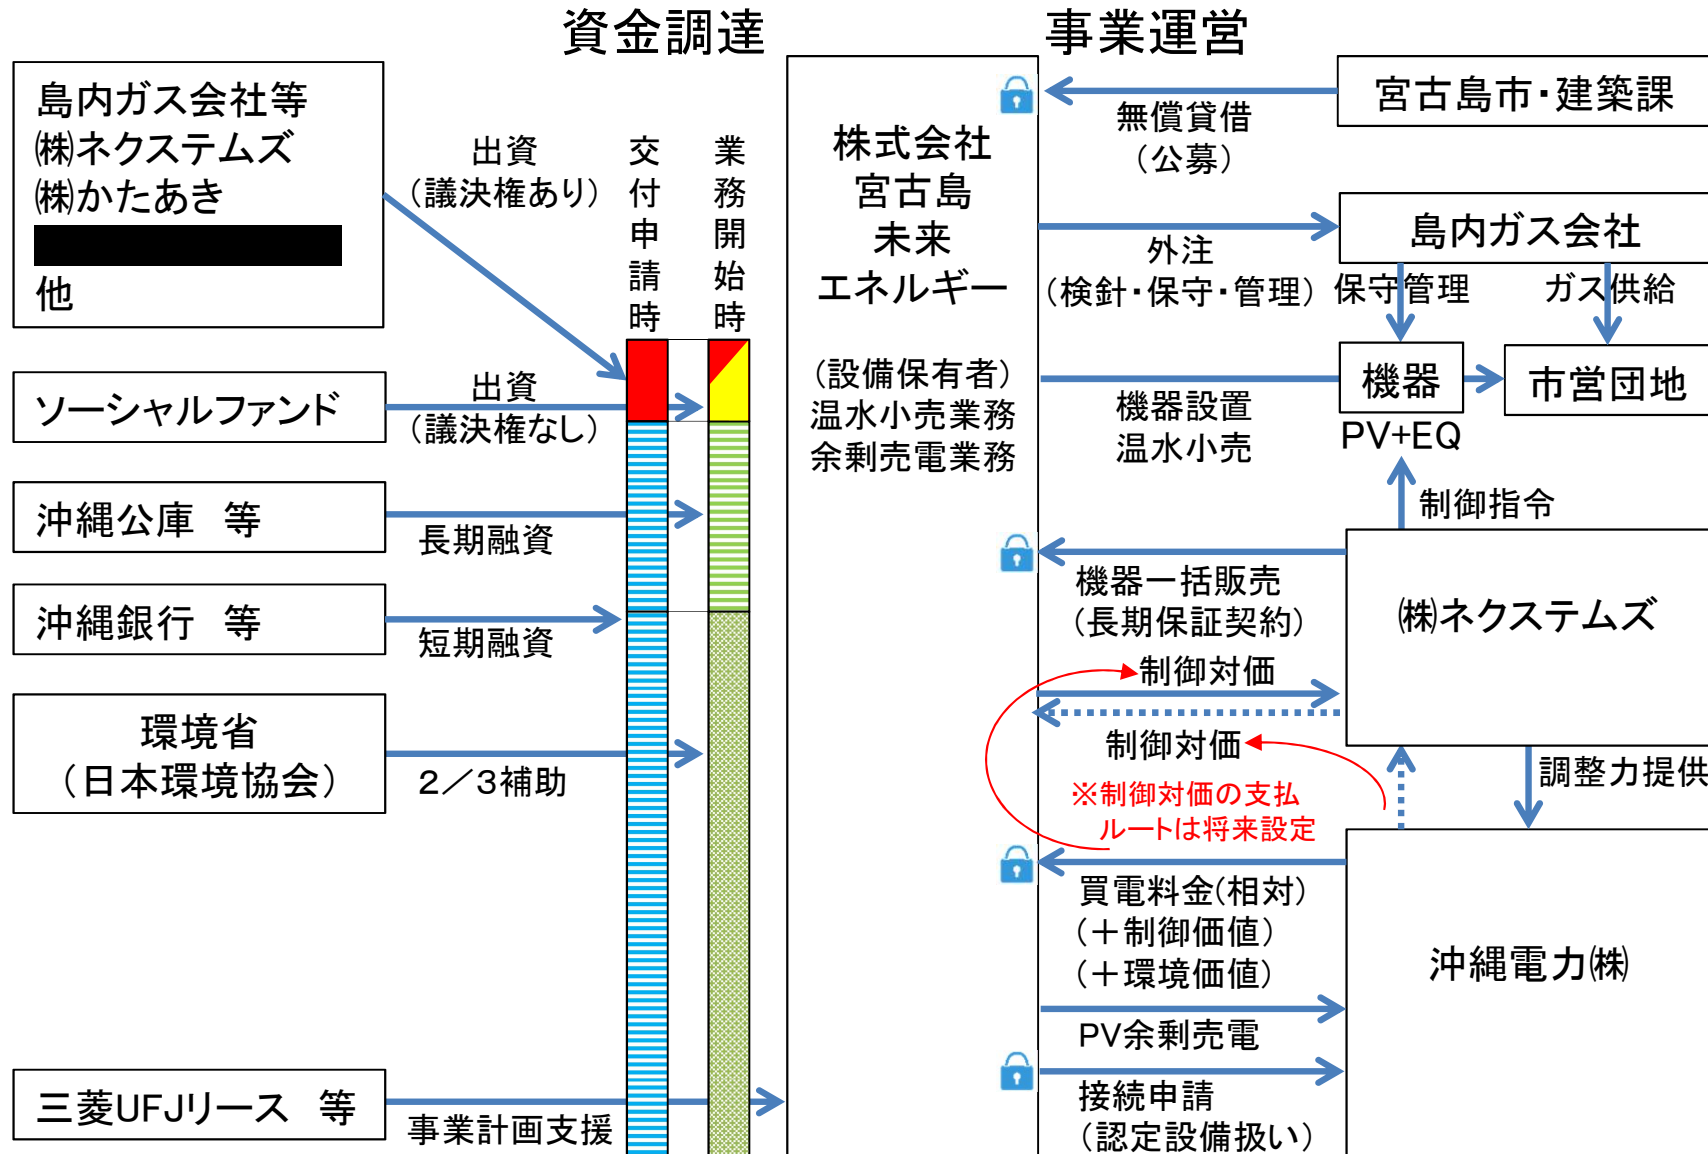 資金調達
事業運営
島内ガス会社等
㈱ネクステムズ
㈱かたあき
他
出資
（議決権あり）
交付申請時
業務開始時
ソーシャルファンド
出資
（議決権なし）
沖縄公庫　等
長期融資
沖縄銀行　等
短期融資
環境省
（日本環境協会）
２／３補助
三菱UFJリース　等
事業計画支援
株式会社
宮古島
未来
エネルギー
(設備保有者)
温水小売業務
余剰売電業務
宮古島市・建築課
無償貸借
（公募）
島内ガス会社
外注
（検針・保守・管理）
保守管理
ガス供給
機器
市営団地
機器設置
温水小売
PV+EQ
制御指令
機器一括販売
(長期保証契約)
㈱ネクステムズ
制御対価
制御対価
※制御対価の支払
ルートは将来設定
調整力提供
買電料金(相対)
(＋制御価値)
(＋環境価値)
沖縄電力㈱
PV余剰売電
接続申請
（認定設備扱い）